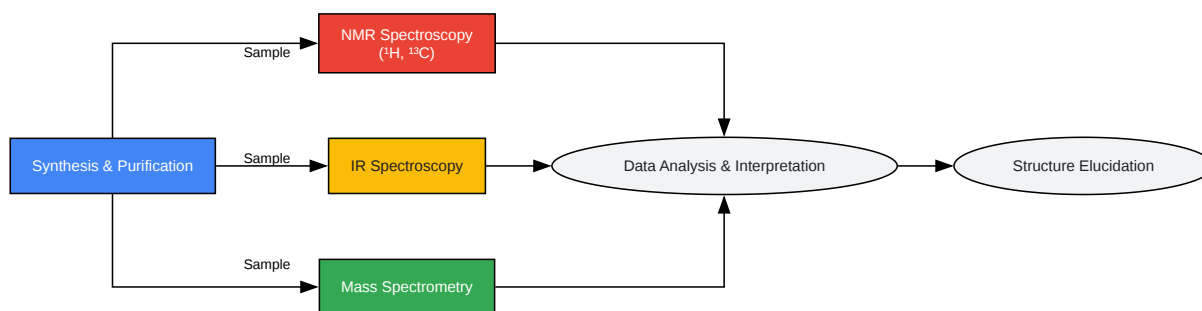 NMR Spectroscopy
(¹H, ¹³C)
Sample
Synthesis & Purification
Sample
IR Spectroscopy
Data Analysis & Interpretation
Structure Elucidation
Sample
Mass Spectrometry